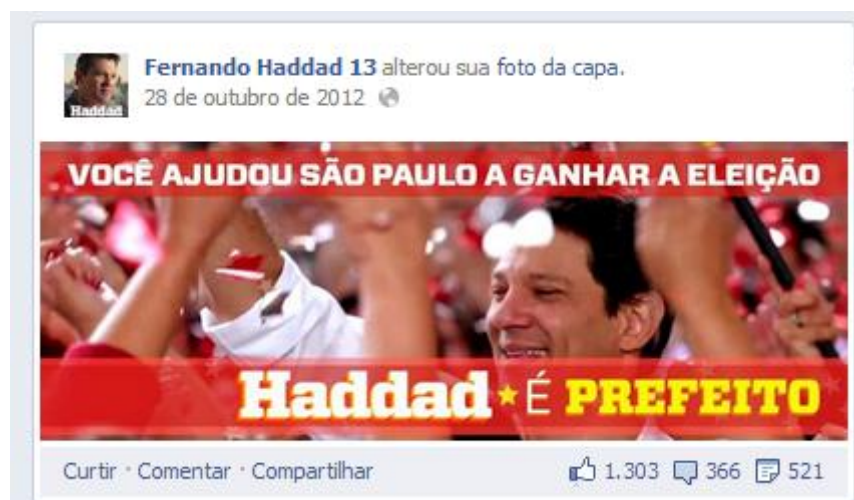 Fernando Haddad 13 alterou sua foto da capa.
28 de outubro de 2012
Haddad
VOCÊ AJUDOU SÃO PAULO A GANHAR A ELEIÇÃO
Haddad É PREFEITO
Curtir · Comentar · Compartilhar 1.303 366 521